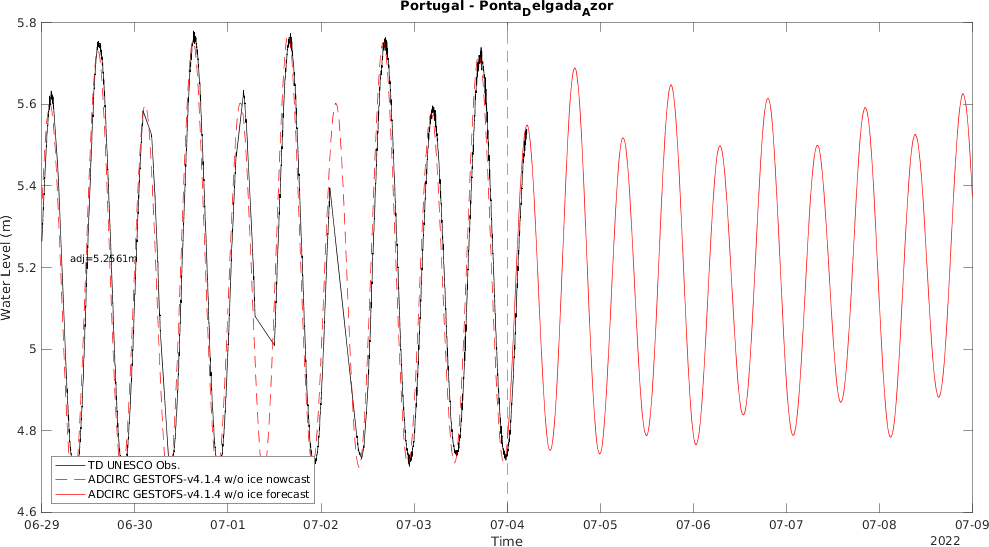 Portugal - PontaDelgadaAzor
5.8
5.6
5.4
5.2
5
4.8
4.6
Water Level (m)
adj=5.2561m
TD UNESCO Obs.
ADCIRC GESTOFS-v4.1.4 w/o ice nowcast
ADCIRC GESTOFS-v4.1.4 w/o ice forecast
06-29 06-30 07-01 07-02 07-03 07-04 07-05 07-06 07-07 07-08 07-09
Time
2022